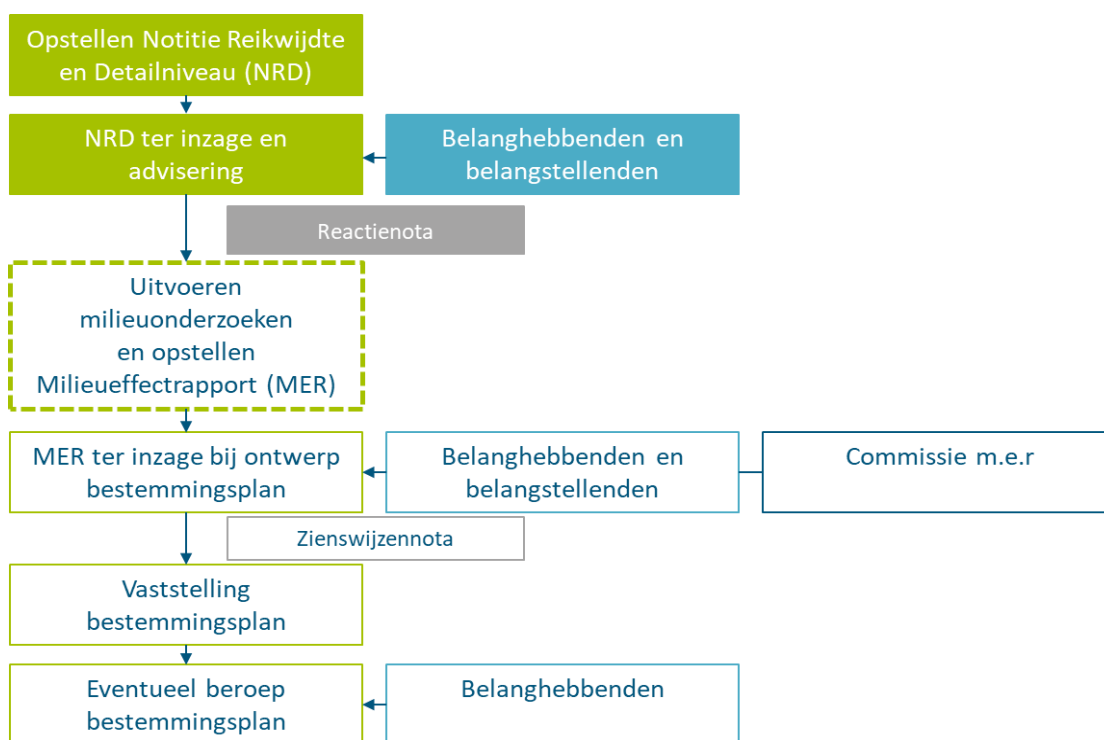 Opstellen Notitie Reikwijdte
en Detailniveau (NRD)
NRD ter inzage en
advisering
Belanghebbenden en
belangstellenden
Reactienota
Uitvoeren
milieuonderzoeken
en opstellen
Milieueffectrapport (MER)
MER ter inzage bij ontwerp
bestemmingsplan
Belanghebbenden en
belangstellenden
Commissie m.e.r
Zienswijzennota
Vaststelling
bestemmingsplan
Eventueel beroep
bestemmingsplan
Belanghebbenden